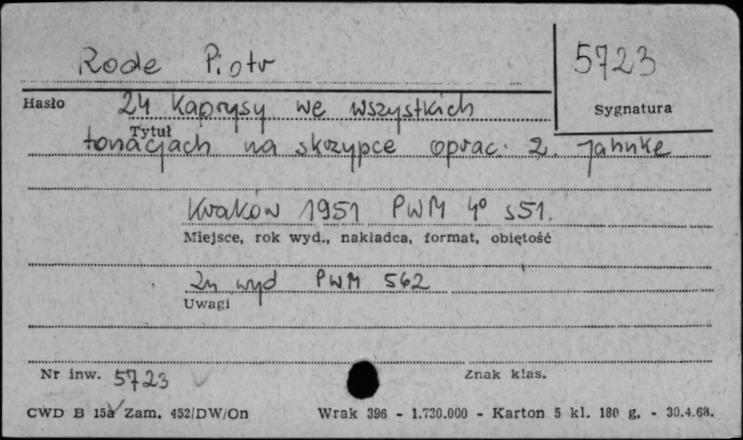 Rode Piotr
5723
Hasło
Sygnatura
24 Kaprysy we wszystkich
Tytuł
tonacjach na skrzypce oprac. Z. Jahnke
Kraków 1951 PWM 4° s51.
Miejsce, rok wyd., nakładca, format, objętość
Zn wyd PWM 562
Uwagi
Nr inw. 5723
Znak klas.
CWD B 15a Zam. 452/DW/On Wrak 396 - 1.730.000 - Karton 5 kl. 180 g. - 30.4.68.